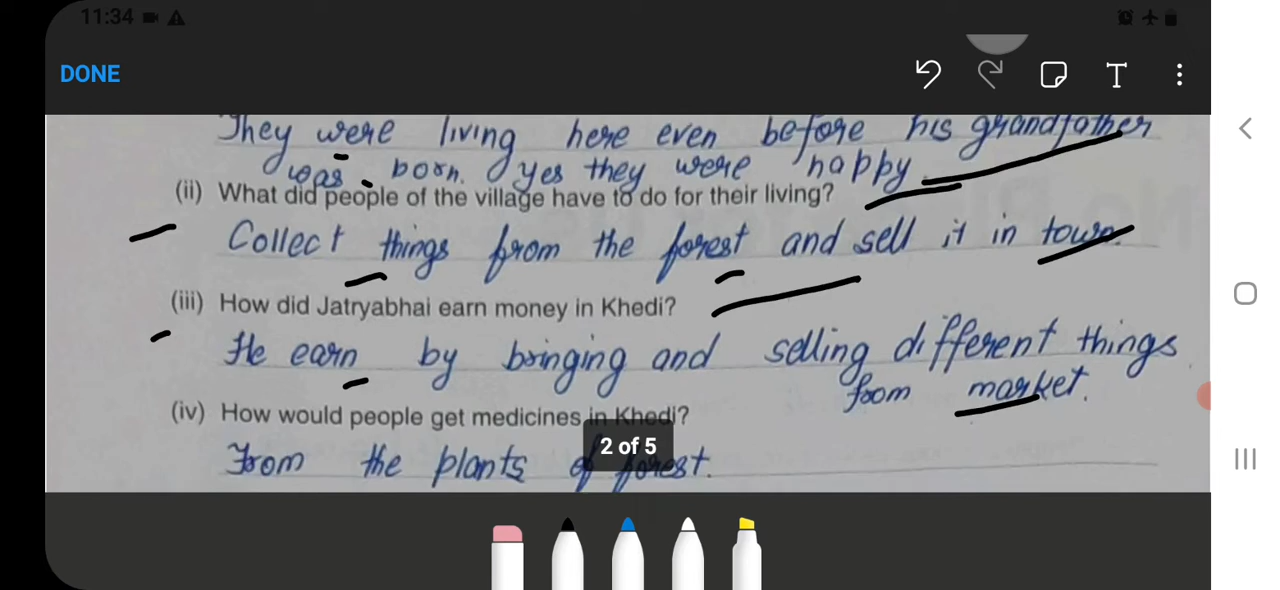 11:34
DONE
They were living here even before his grandfather
was born. yes they were happy.
(ii) What did people of the village have to do for their living?
Collect things from the forest and sell it in town.
(iii) How did Jatryabhai earn money in Khedi?
He earn by bringing and selling different things
from market.
(iv) How would people get medicines in Khedi?
2 of 5
From the plants of forest.